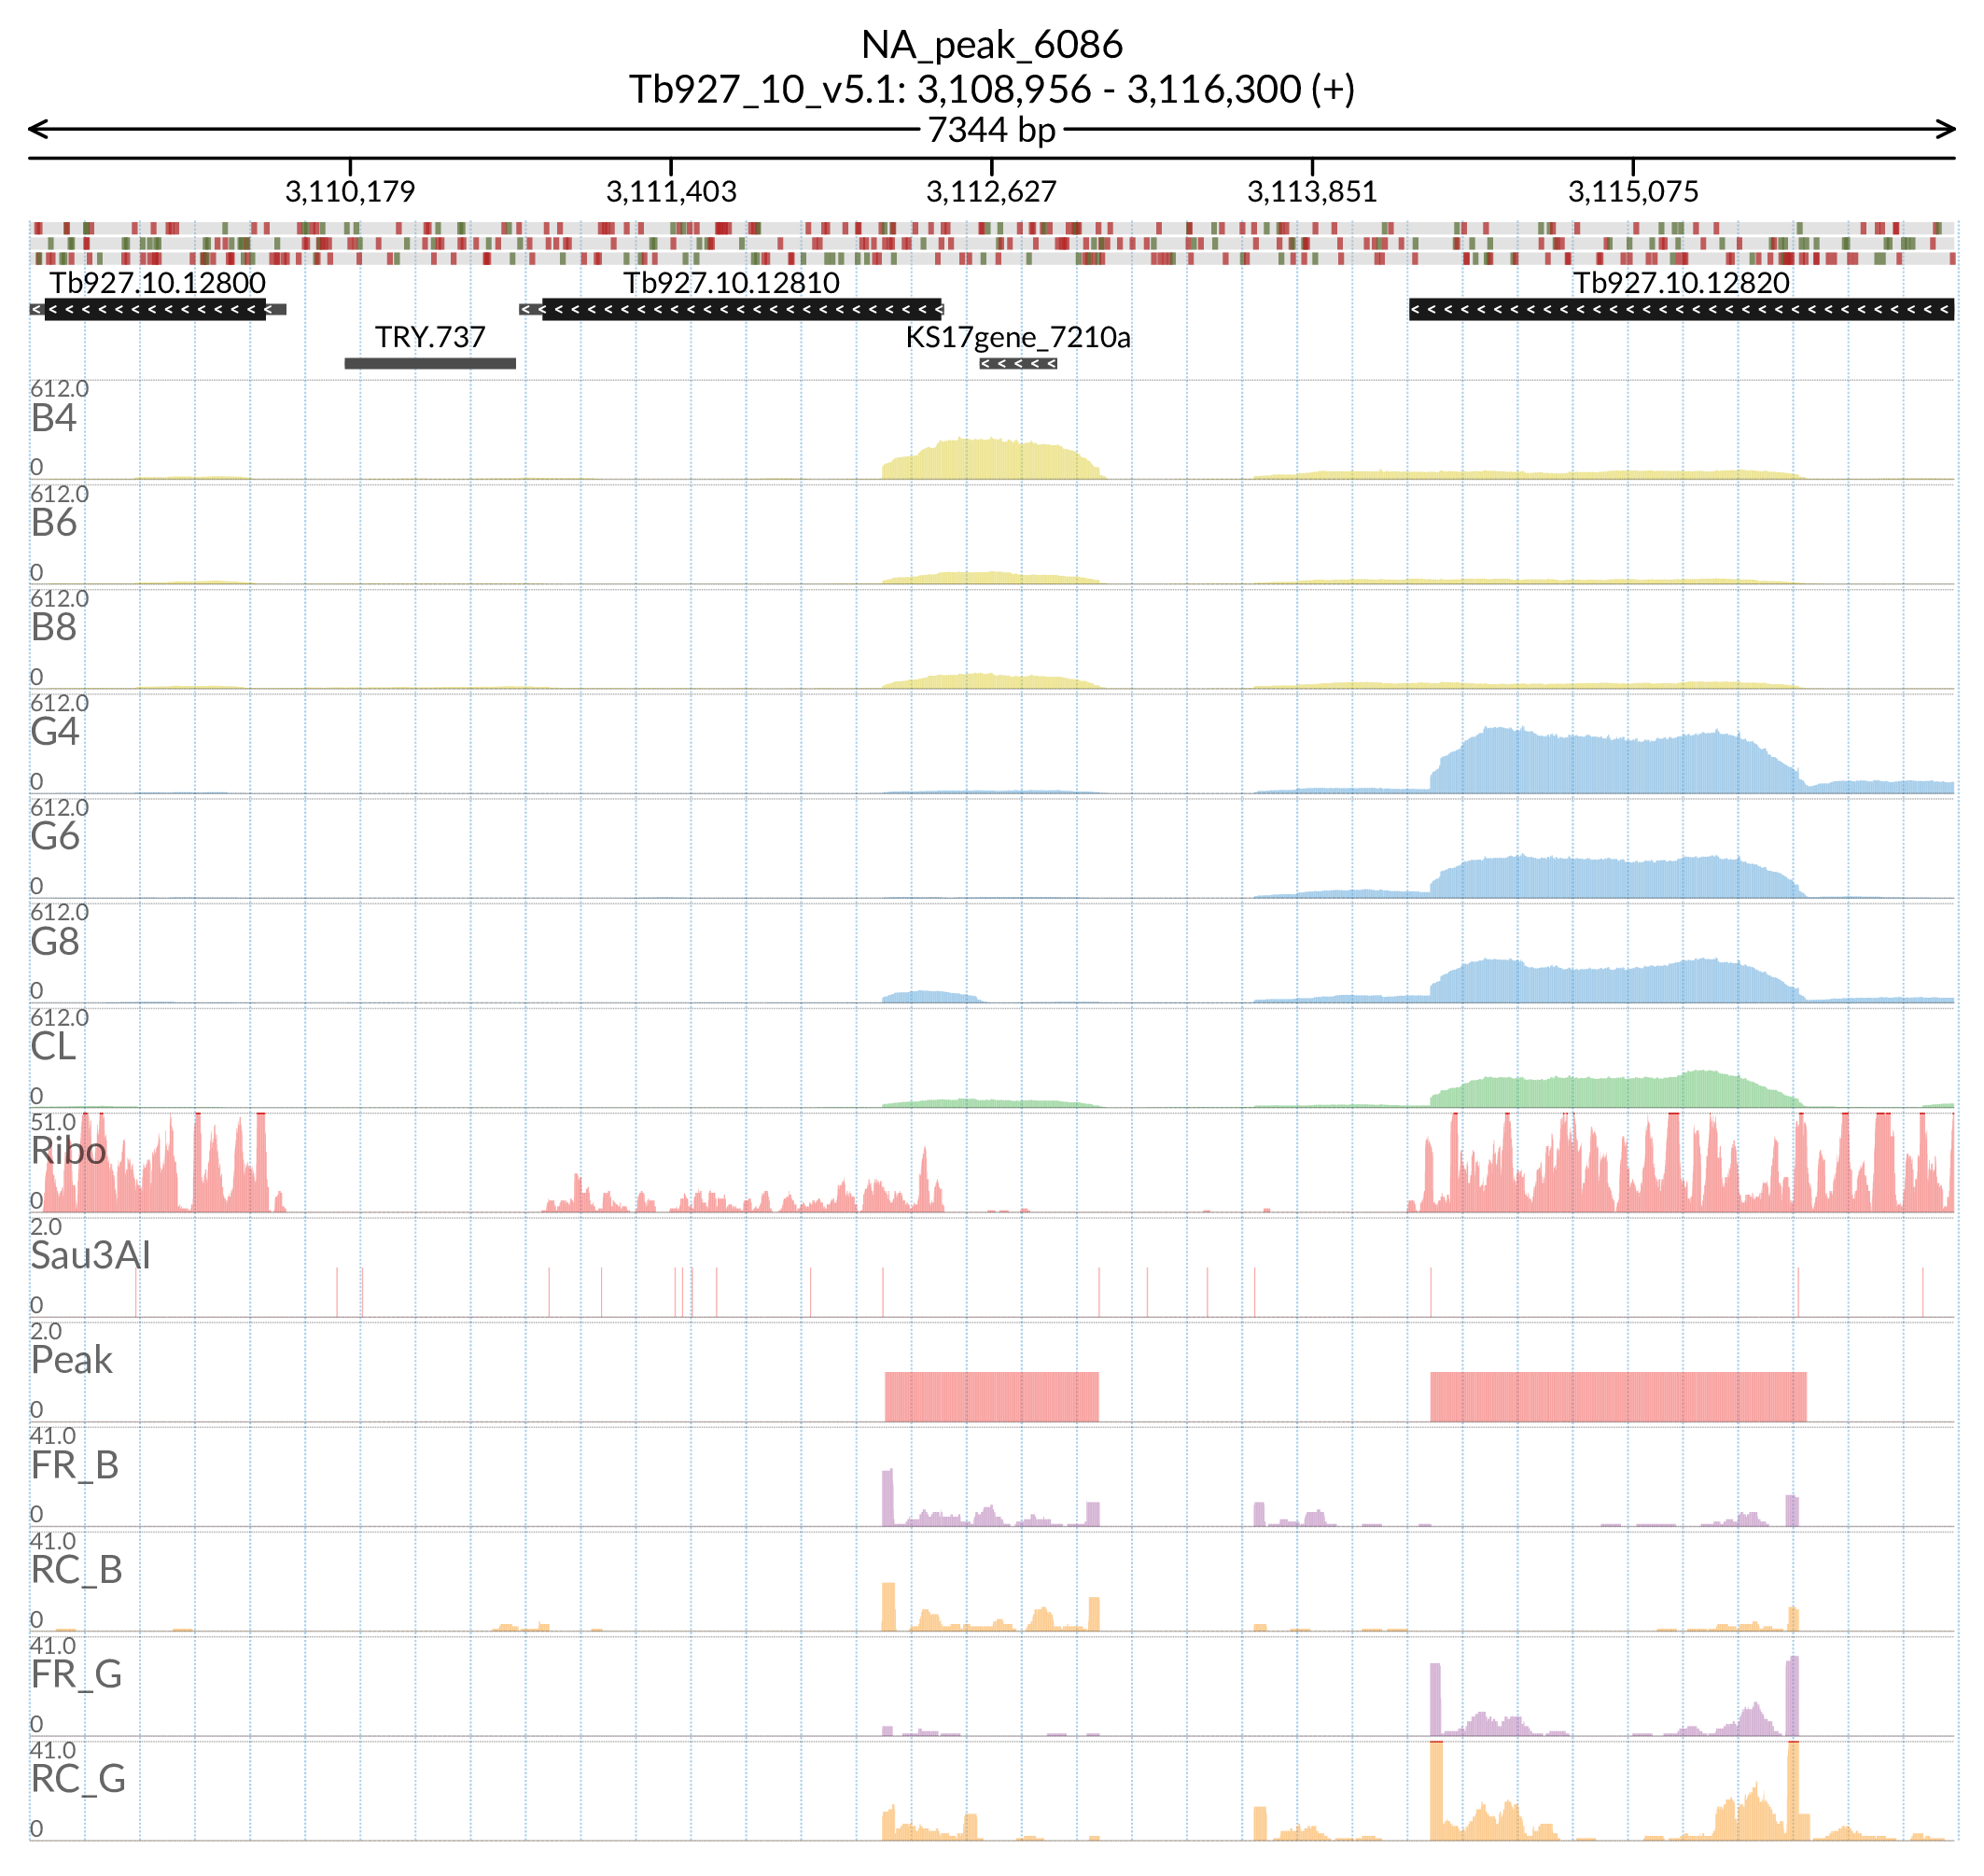 NA_peak_6086
Tb927_10_v5.1: 3,108,956 - 3,116,300 (+)
7344 bp
3,110,179 3,111,403 3,112,627 3,113,851 3,115,075
Tb927.10.12800 Tb927.10.12810 Tb927.10.12820
TRY.737 KS17gene_7210a
612.0
B4
0
612.0
B6
0
612.0
B8
0
612.0
G4
0
612.0
G6
0
612.0
G8
0
612.0
CL
0
51.0
Ribo
0
2.0
Sau3AI
0
2.0
Peak
0
41.0
FR_B
0
41.0
RC_B
0
41.0
FR_G
0
41.0
RC_G
0